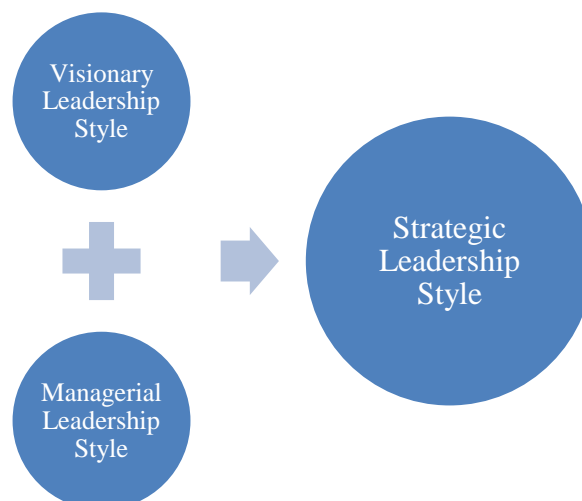 Visionary
Leadership
Style
Managerial
Leadership
Style
Strategic
Leadership
Style